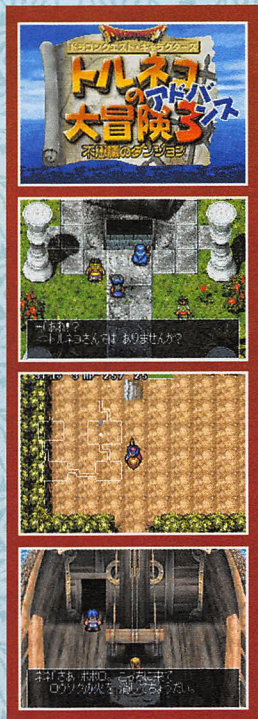 ドラゴンクエスト・キャラクターズ
トルネコの
大冒険3
アドバンス
不思議のダンジョン
「あれ!?
トルネコさんでは ありませんか?
ネネ「さあ ポポロ。こっちに来て
ロウソクの火を
ちょうだい。